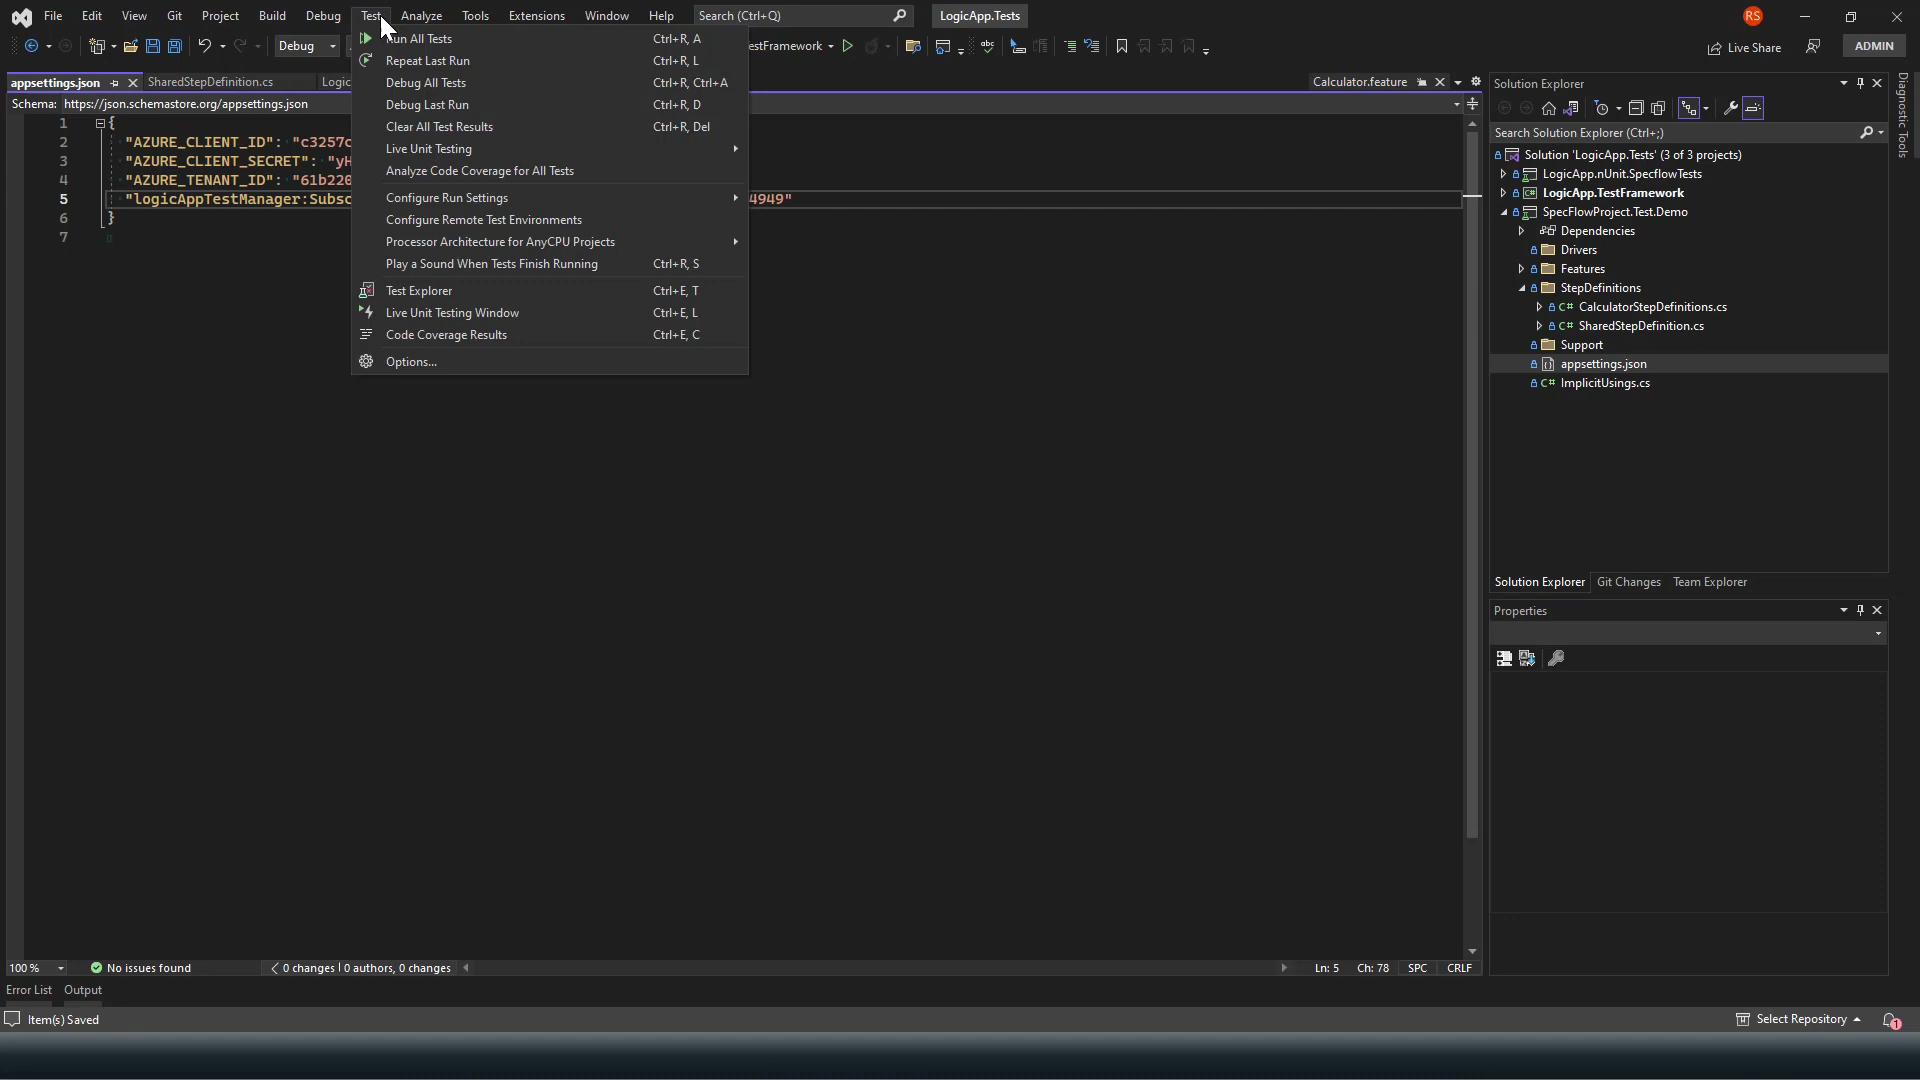 File Edit View Git Project Build Debug Test Analyze Tools Extensions Window Help Search (Ctrl+Q) LogicApp.Tests RS
Debug estFramework Live Share ADMIN
appsettings.json SharedStepDefinition.cs Logic Calculator.feature
Schema: https://json.schemastore.org/appsettings.json
1 {
2 "AZURE_CLIENT_ID": "c3257c
3 "AZURE_CLIENT_SECRET": "yH
4 "AZURE_TENANT_ID": "61b220
5 "logicAppTestManager:Subsc 4949"
6 }
7
Run All Tests Ctrl+R, A
Repeat Last Run Ctrl+R, L
Debug All Tests Ctrl+R, Ctrl+A
Debug Last Run Ctrl+R, D
Clear All Test Results Ctrl+R, Del
Live Unit Testing
Analyze Code Coverage for All Tests
Configure Run Settings
Configure Remote Test Environments
Processor Architecture for AnyCPU Projects
Play a Sound When Tests Finish Running Ctrl+R, S
Test Explorer Ctrl+E, T
Live Unit Testing Window Ctrl+E, L
Code Coverage Results Ctrl+E, C
Options...
Solution Explorer
Search Solution Explorer (Ctrl+;)
Solution 'LogicApp.Tests' (3 of 3 projects)
LogicApp.nUnit.SpecflowTests
LogicApp.TestFramework
SpecFlowProject.Test.Demo
Dependencies
Drivers
Features
StepDefinitions
C# CalculatorStepDefinitions.cs
C# SharedStepDefinition.cs
Support
appsettings.json
C# ImplicitUsings.cs
Solution Explorer Git Changes Team Explorer
Properties
Diagnostic Tools
100 % No issues found 0 changes | 0 authors, 0 changes Ln: 5 Ch: 78 SPC CRLF
Error List Output
Item(s) Saved Select Repository 1